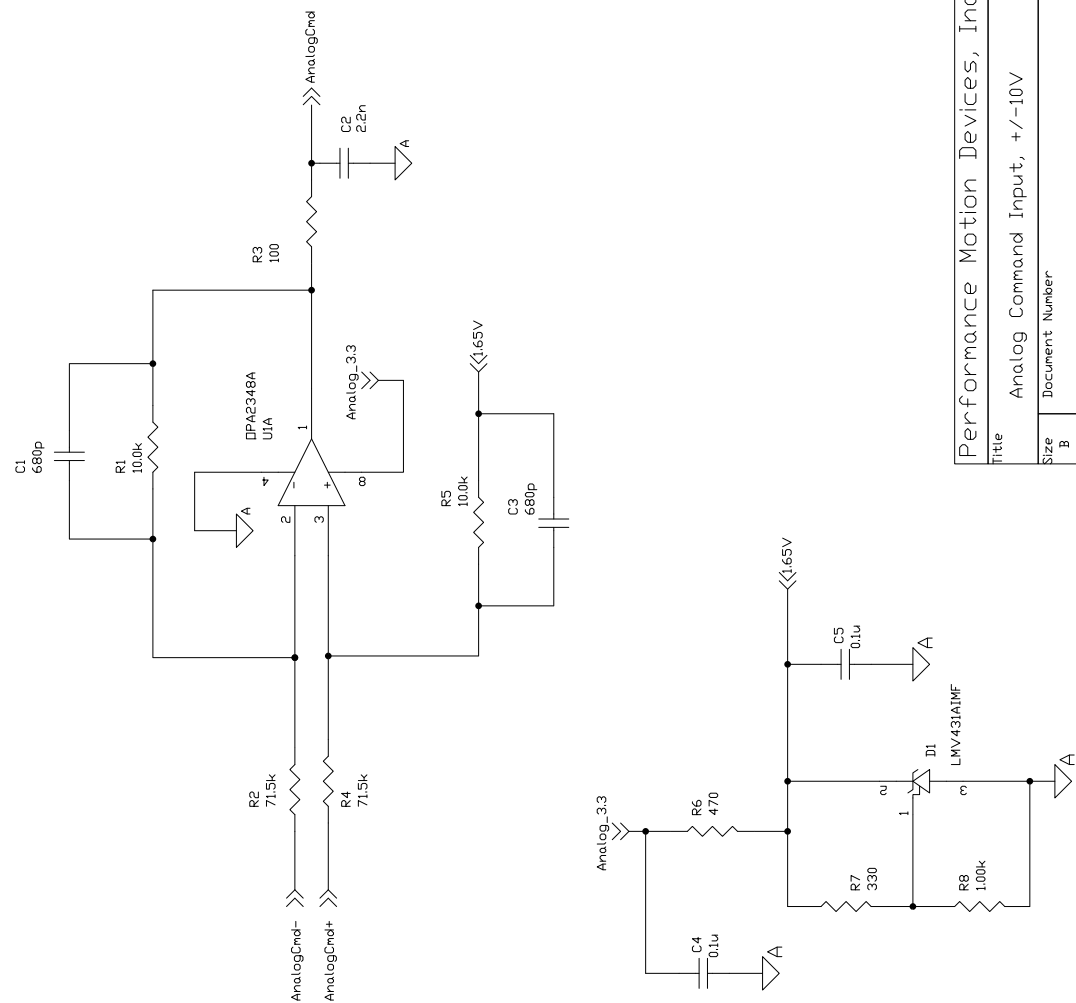 C1
680p
R1
10.0k
OPA2348A
U1A
4
2
3
8
1
A
Analog_3.3
R3
100
C2
2.2n
A
AnalogCmd
R2
71.5k
R4
71.5k
AnalogCmd-
AnalogCmd+
R5
10.0k
C3
680p
1.65V
Analog_3.3
C4
0.1u
A
R6
470
R7
330
R8
1.00k
1
2
3
D1
LMV431AIMF
A
C5
0.1u
A
1.65V
Performance Motion Devices, Inc
Title
Analog Command Input, +/-10V
Size
B
Document Number